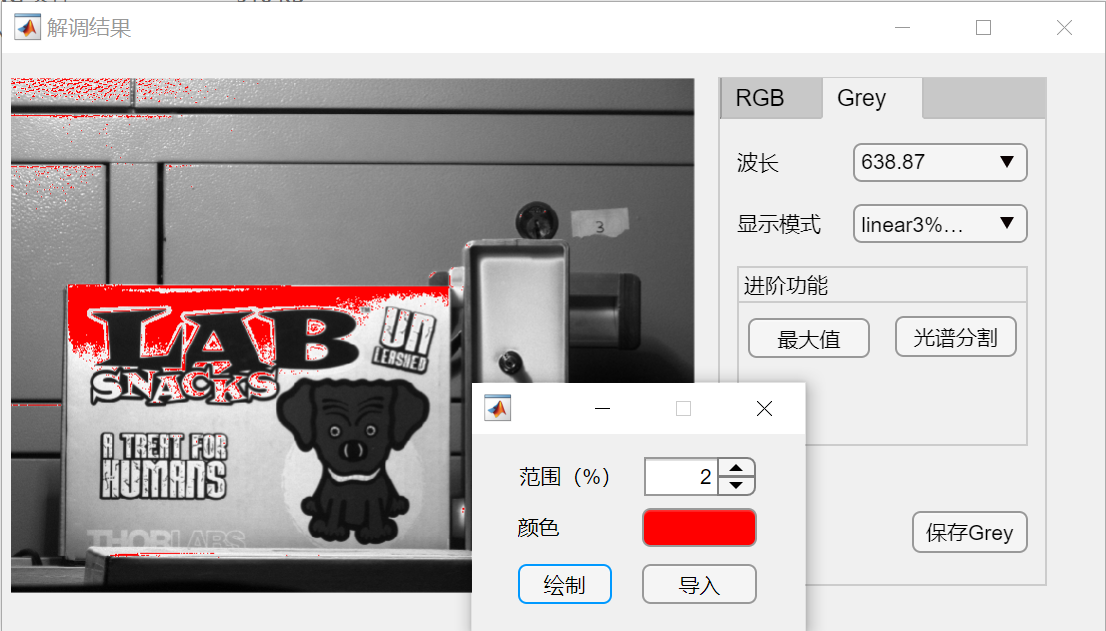 解调结果
RGB
Grey
波长
638.87
显示模式
linear3%...
进阶功能
最大值
光谱分割
保存Grey
范围（%）
2
颜色
绘制
导入
3
LAB
SNACKS
UN
LEASHED
A TREAT FOR
HUMANS
THORLABS